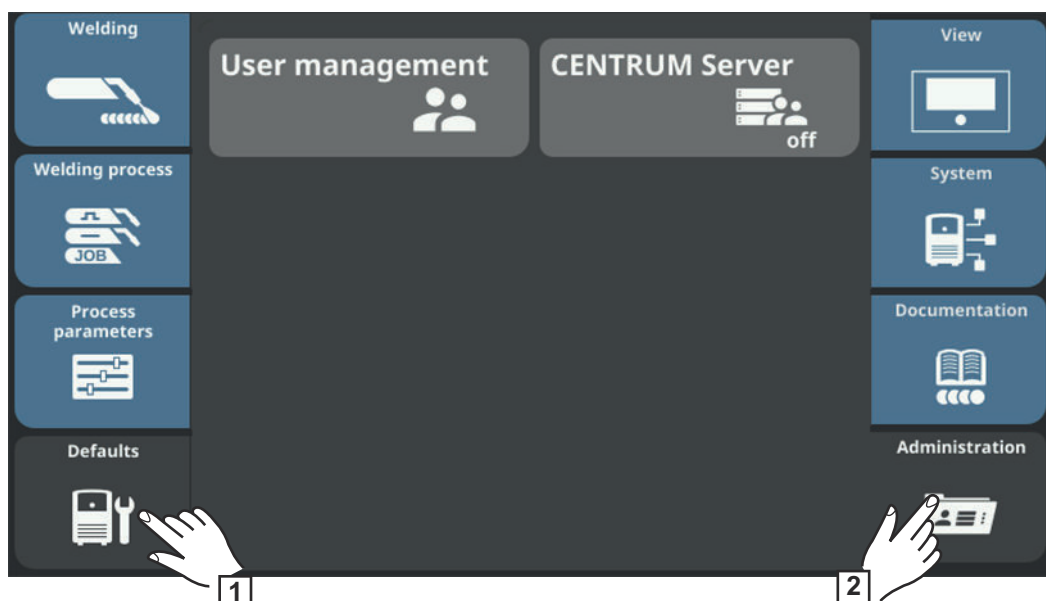 Welding
Welding process
JOB
Process
parameters
Defaults
User management
CENTRUM Server
off
View
System
Documentation
Administration
1
2